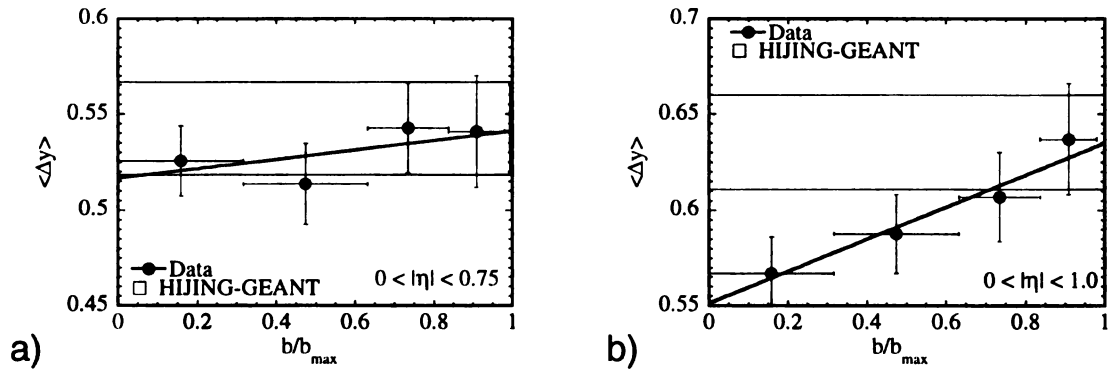 0.6
0.55
0.5
0.45
<Δy>
Data
HIJING-GEANT
0 < |η| < 0.75
0 0.2 0.4 0.6 0.8 1
b/b_max
a)
0.7
0.65
0.6
0.55
<Δy>
Data
HIJING-GEANT
0 < |η| < 1.0
0 0.2 0.4 0.6 0.8 1
b/b_max
b)